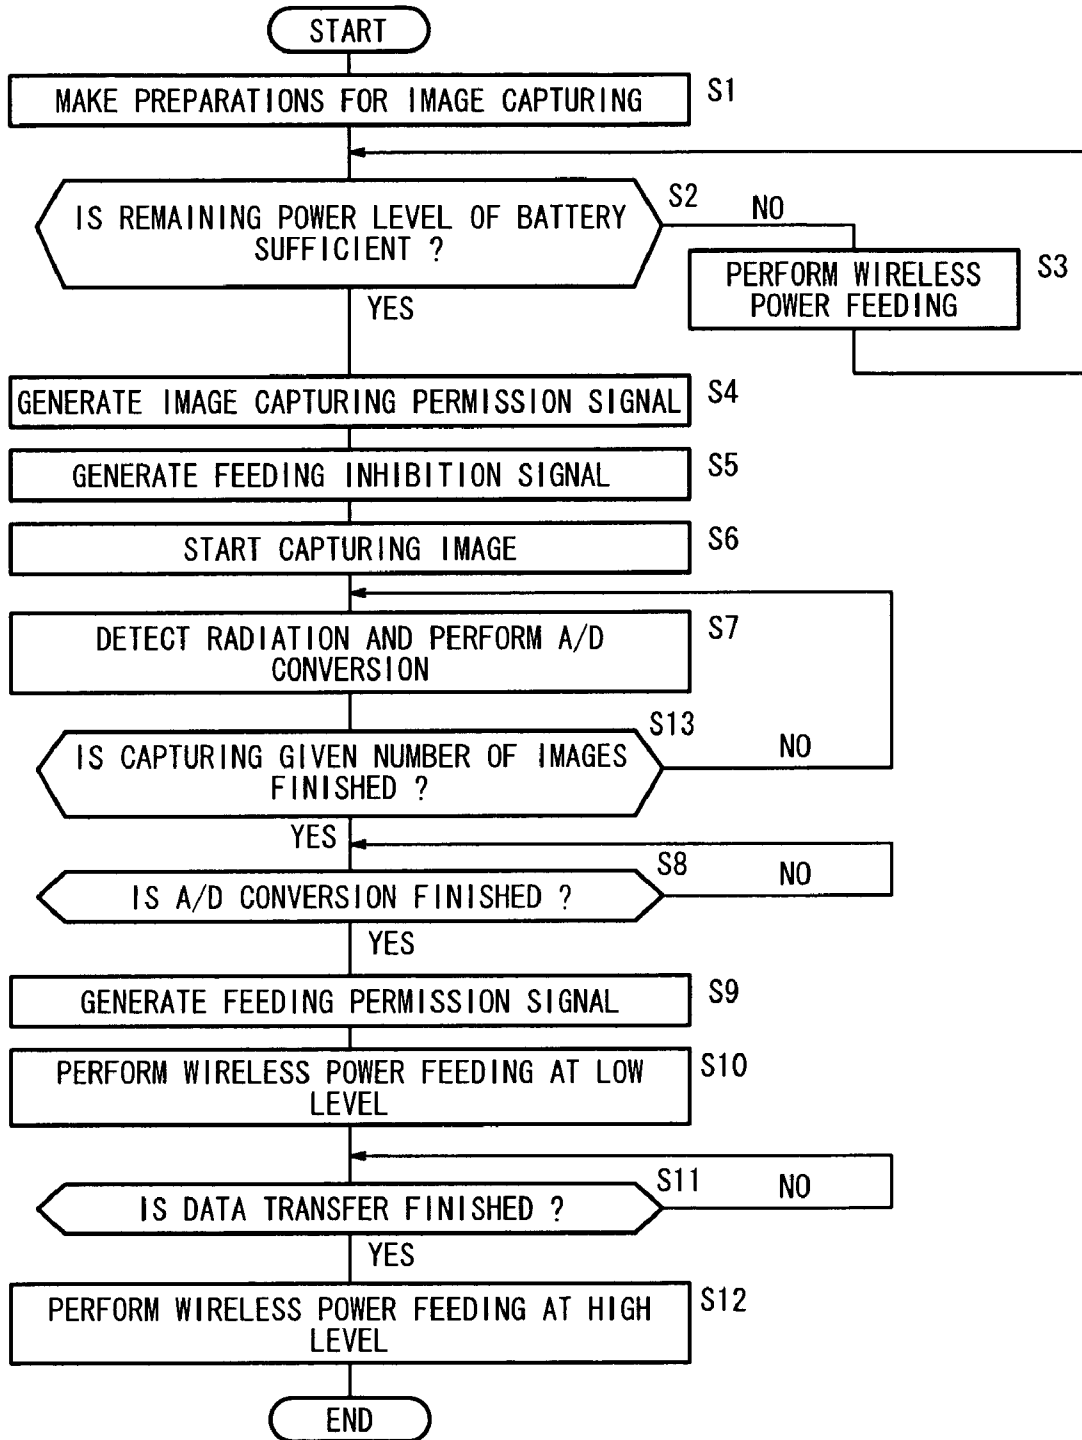 START
MAKE PREPARATIONS FOR IMAGE CAPTURING
S1
IS REMAINING POWER LEVEL OF BATTERY
SUFFICIENT ?
S2
NO
YES
PERFORM WIRELESS
POWER FEEDING
S3
GENERATE IMAGE CAPTURING PERMISSION SIGNAL
S4
GENERATE FEEDING INHIBITION SIGNAL
S5
START CAPTURING IMAGE
S6
DETECT RADIATION AND PERFORM A/D
CONVERSION
S7
IS CAPTURING GIVEN NUMBER OF IMAGES
FINISHED ?
S13
NO
YES
IS A/D CONVERSION FINISHED ?
S8
NO
YES
GENERATE FEEDING PERMISSION SIGNAL
S9
PERFORM WIRELESS POWER FEEDING AT LOW
LEVEL
S10
IS DATA TRANSFER FINISHED ?
S11
NO
YES
PERFORM WIRELESS POWER FEEDING AT HIGH
LEVEL
S12
END